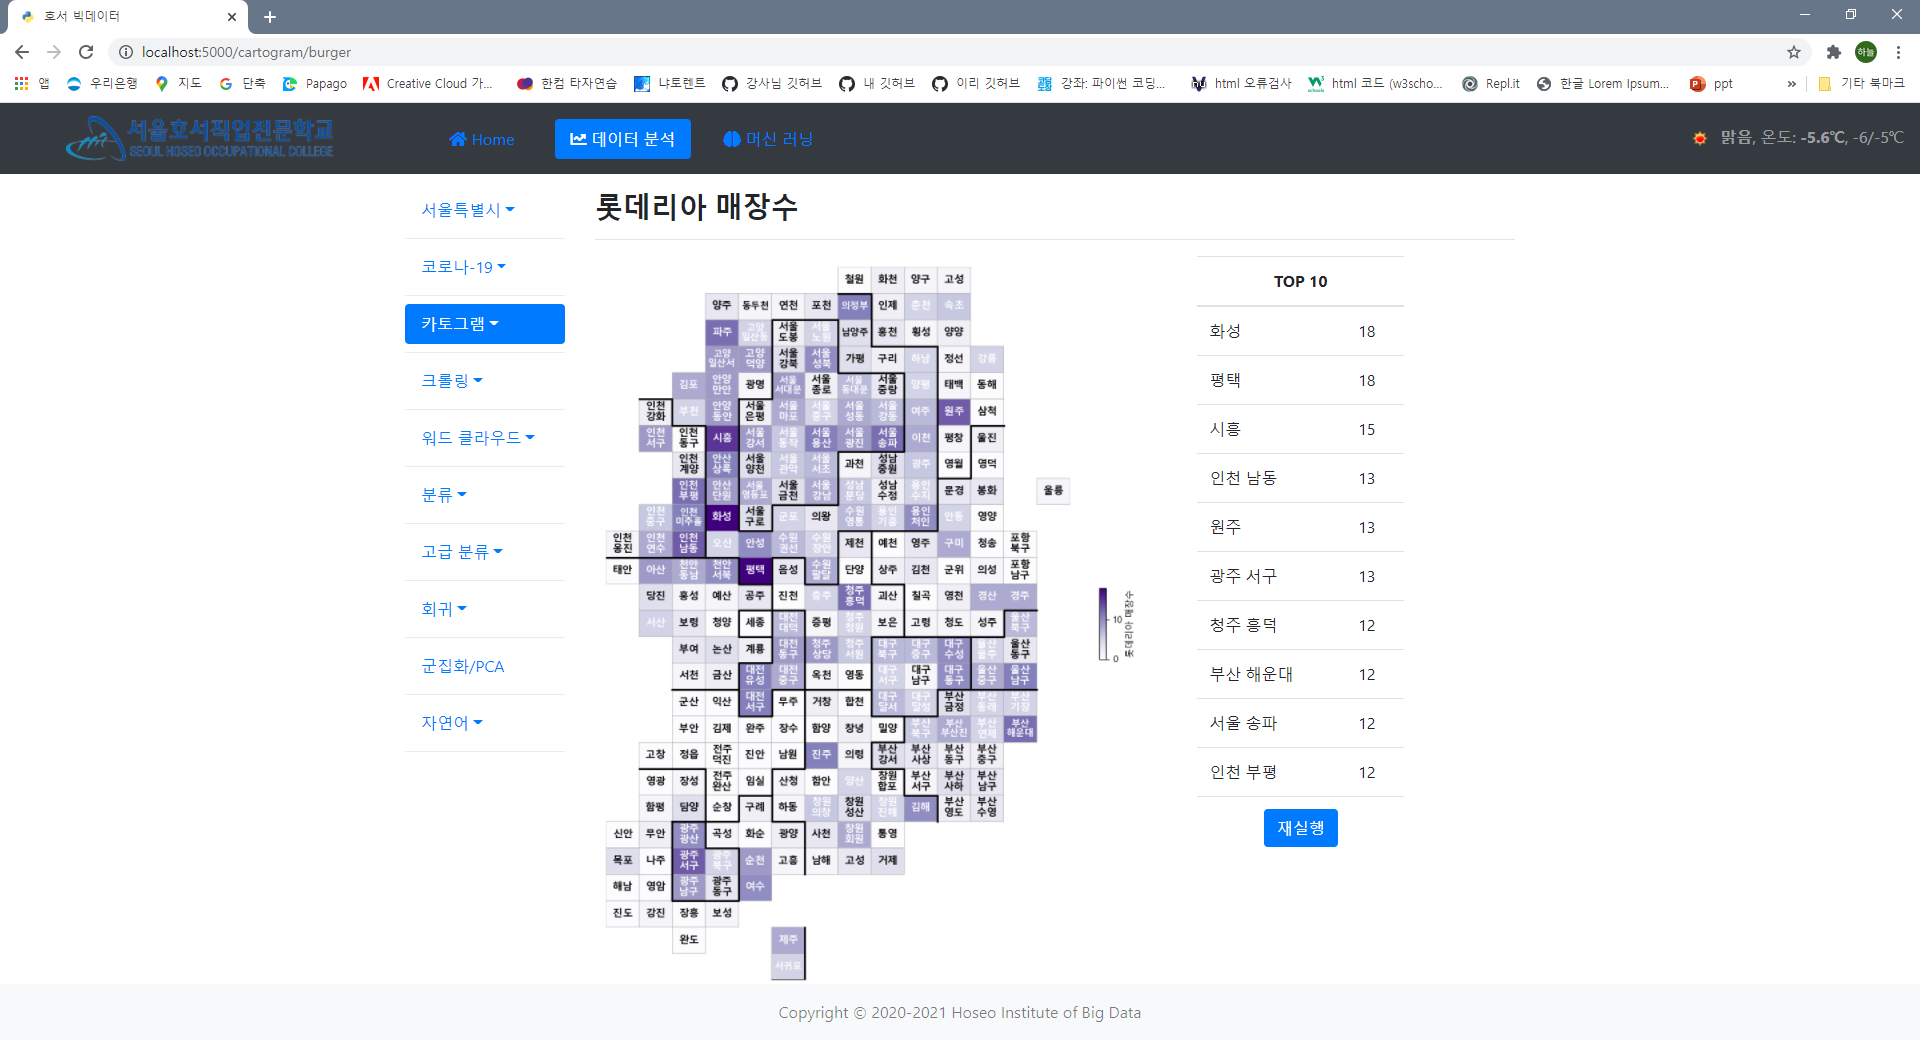 호서 빅데이터
localhost:5000/cartogram/burger
앱 우리은행 지도 단축 Papago Creative Cloud 가... 한컴 타자연습 나토렌트 강사님 깃허브 내 깃허브 이리 깃허브 강좌: 파이썬 코딩... html 오류검사 html 코드 (w3scho... Repl.it 한글 Lorem Ipsum... ppt » 기타 북마크
서울호서직업전문학교
SEOUL HOSEO OCCUPATIONAL COLLEGE
Home 데이터 분석 머신 러닝
맑음, 온도: -5.6℃, -6/-5℃
서울특별시
코로나-19
카토그램
크롤링
워드 클라우드
분류
고급 분류
회귀
군집화/PCA
자연어
롯데리아 매장수
철원 화천 양구 고성
양주 동두천 연천 포천 의정부 인제 춘천 속초
파주 고양 일산동 서울 도봉 서울 노원 남양주 홍천 횡성 양양
고양 일산서 고양 덕양 서울 강북 서울 성북 가평 구리 하남 정선 강릉
김포 안양 만안 광명 서울 서대문 서울 종로 서울 동대문 서울 중랑 양평 태백 동해
인천 강화 부천 안양 동안 서울 은평 서울 마포 서울 중구 서울 성동 서울 강동 여주 원주 삼척
인천 서구 인천 동구 시흥 서울 강서 서울 동작 서울 용산 서울 광진 서울 송파 이천 평창 울진
인천 계양 안산 상록 서울 양천 서울 관악 서울 서초 과천 성남 중원 광주 영월 영덕
인천 부평 안산 단원 서울 영등포 서울 금천 서울 강남 성남 분당 성남 수정 용인 수지 문경 봉화 울릉
인천 중구 인천 미추홀 화성 서울 구로 군포 의왕 수원 영통 용인 기흥 용인 처인 안동 영양
인천 옹진 인천 연수 인천 남동 오산 안성 수원 권선 수원 장안 제천 예천 영주 구미 청송 포항 북구
태안 아산 천안 동남 천안 서북 평택 음성 수원 팔달 단양 상주 김천 군위 의성 포항 남구
당진 홍성 예산 공주 진천 충주 청주 흥덕 괴산 칠곡 영천 경산 경주
서산 보령 청양 세종 대전 대덕 증평 청주 청원 보은 고령 청도 성주 울산 북구
부여 논산 계룡 대전 동구 청주 상당 청주 서원 대구 북구 대구 중구 대구 수성 울산 울주 울산 동구
서천 금산 대전 유성 대전 중구 옥천 영동 대구 서구 대구 남구 대구 동구 울산 중구 울산 남구
군산 익산 대전 서구 무주 거창 합천 대구 달서 대구 달성 부산 금정 부산 동래 부산 기장
부안 김제 완주 장수 함양 창녕 밀양 부산 북구 부산 부산진 부산 연제 부산 해운대
고창 정읍 전주 덕진 진안 남원 진주 의령 부산 강서 부산 사상 부산 동구 부산 중구
영광 장성 전주 완산 임실 산청 함안 양산 창원 합포 부산 서구 부산 사하 부산 남구
함평 담양 순창 구례 하동 창원 의창 창원 성산 창원 진해 김해 부산 영도 부산 수영
신안 무안 광주 광산 곡성 화순 광양 사천 창원 회원 통영
목포 나주 광주 서구 광주 북구 순천 고흥 남해 고성 거제
해남 영암 광주 남구 광주 동구 여수
진도 강진 장흥 보성
완도 제주
서귀포
10
0
롯데리아 매장수
TOP 10
화성 18
평택 18
시흥 15
인천 남동 13
원주 13
광주 서구 13
청주 흥덕 12
부산 해운대 12
서울 송파 12
인천 부평 12
재실행
Copyright © 2020-2021 Hoseo Institute of Big Data